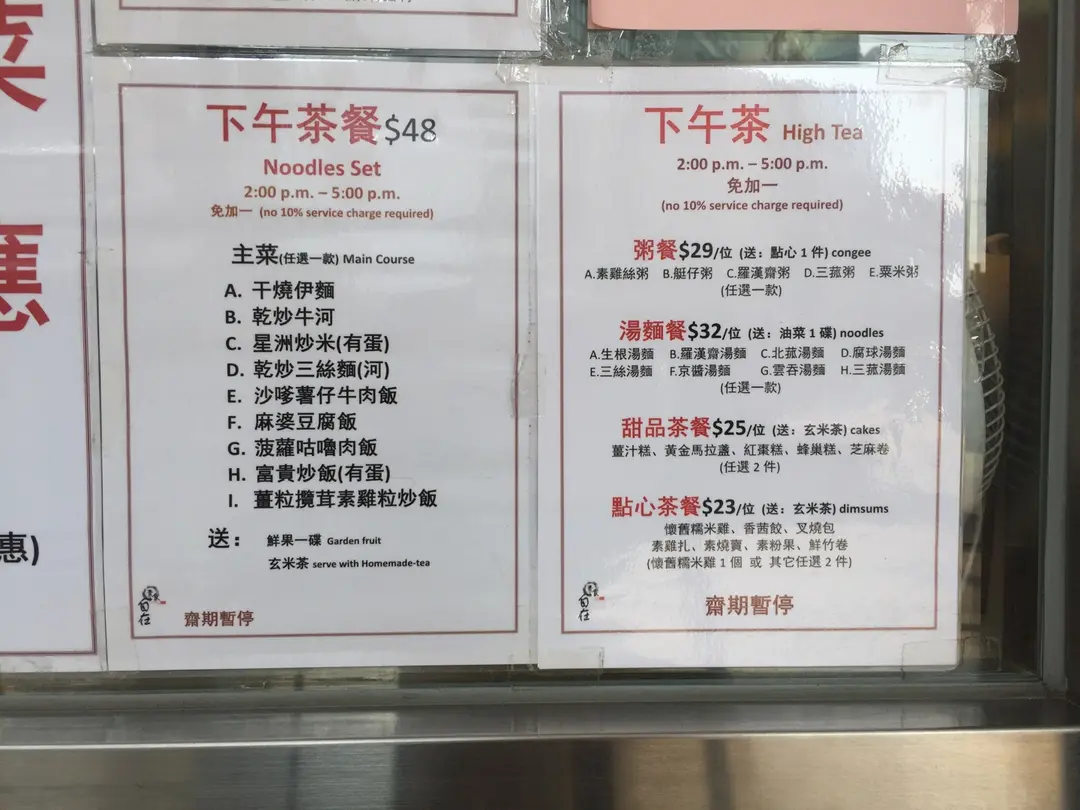 菜
應
惠)
下午茶餐$48
Noodles Set
2:00 p.m. – 5:00 p.m.
免加一 (no 10% service charge required)
主菜(任選一款) Main Course
A. 干燒伊麵
B. 乾炒牛河
C. 星洲炒米(有蛋)
D. 乾炒三絲麵(河)
E. 沙嗲薯仔牛肉飯
F. 麻婆豆腐飯
G. 菠蘿咕嚕肉飯
H. 富貴炒飯(有蛋)
I. 薑粒攬茸素雞粒炒飯
送： 鮮果一碟 Garden fruit
玄米茶 serve with Homemade-tea
自在
齋期暫停
下午茶 High Tea
2:00 p.m. – 5:00 p.m.
免加一
(no 10% service charge required)
粥餐$29/位 (送：點心 1 件) congee
A.素雞絲粥 B.艇仔粥 C.羅漢齋粥 D.三菰粥 E.粟米粥
(任選一款)
湯麵餐$32/位 (送：油菜 1 碟) noodles
A.生根湯麵 B.羅漢齋湯麵 C.北菰湯麵 D.腐球湯麵
E.三絲湯麵 F.京醬湯麵 G.雲吞湯麵 H.三菰湯麵
(任選一款)
甜品茶餐$25/位 (送：玄米茶) cakes
薑汁糕、黃金馬拉盞、紅棗糕、蜂巢糕、芝麻卷
(任選 2 件)
點心茶餐$23/位 (送：玄米茶) dimsums
懷舊糯米雞、香茜餃、叉燒包
素雞扎、素燒賣、素粉果、鮮竹卷
(懷舊糯米雞 1 個 或 其它任選 2 件)
自在
齋期暫停